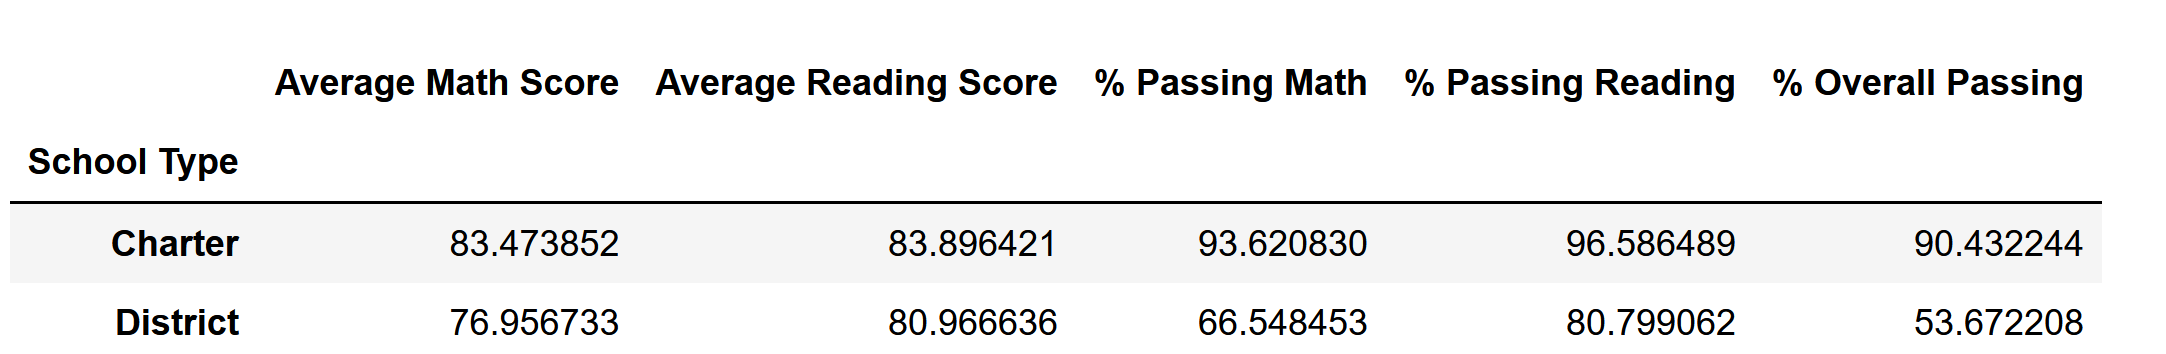 Average Math Score Average Reading Score % Passing Math % Passing Reading % Overall Passing
School Type
Charter 83.473852 83.896421 93.620830 96.586489 90.432244
District 76.956733 80.966636 66.548453 80.799062 53.672208